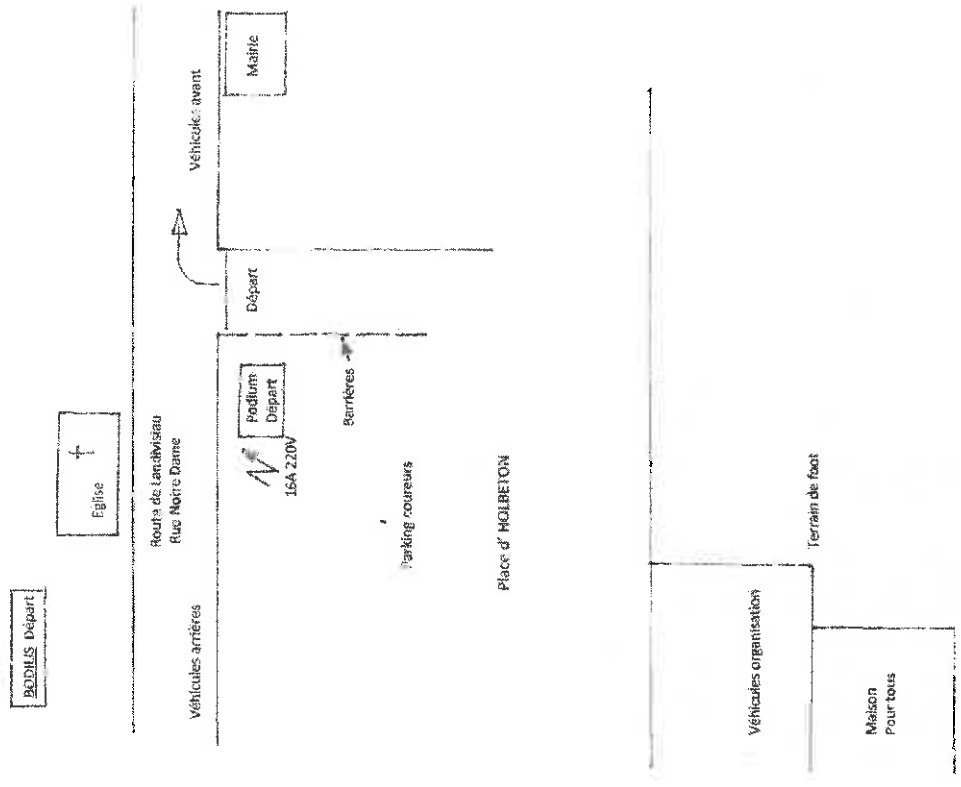 BODILIS Départ
Eglise
Route de Landivisiau
Rue Notre Dame
Véhicules arrières
Véhicules avant
Mairie
Départ
Podium
Départ
16A 220V
Barrières
Parking coureurs
Place d' HOLBETON
Véhicules organisation
Terrain de foot
Maison
Pour tous